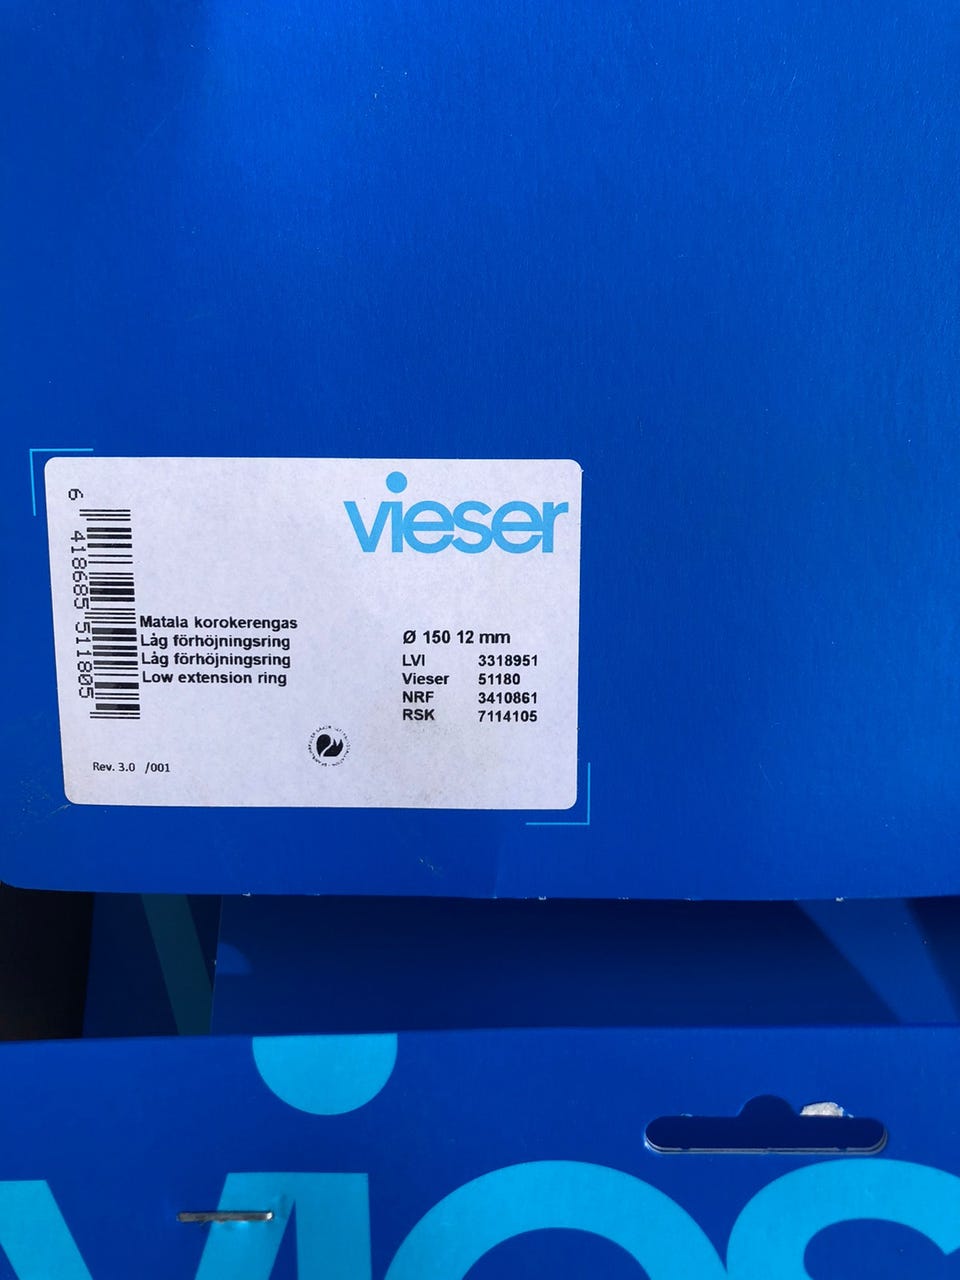 vieser
6 418685 511805
Matala korokerengas
Låg förhöjningsring
Låg förhöjningsring
Low extension ring
Ø 150 12 mm
LVI 3318951
Vieser 51180
NRF 3410861
RSK 7114105
Rev. 3.0 /001